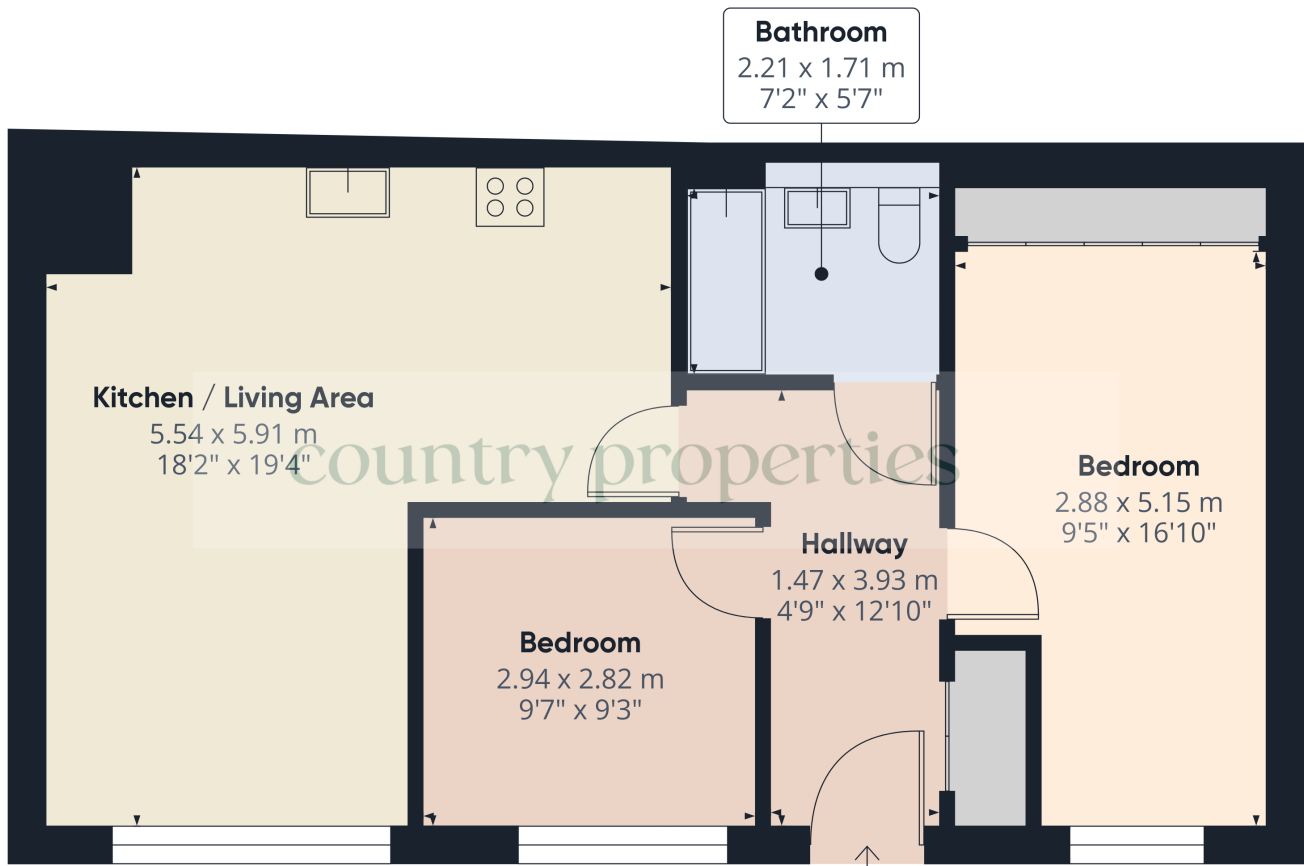 Bathroom
2.21 x 1.71 m
7'2" x 5'7"
Kitchen / Living Area
5.54 x 5.91 m
18'2" x 19'4"
country properties
Bedroom
2.88 x 5.15 m
9'5" x 16'10"
Hallway
1.47 x 3.93 m
4'9" x 12'10"
Bedroom
2.94 x 2.82 m
9'7" x 9'3"